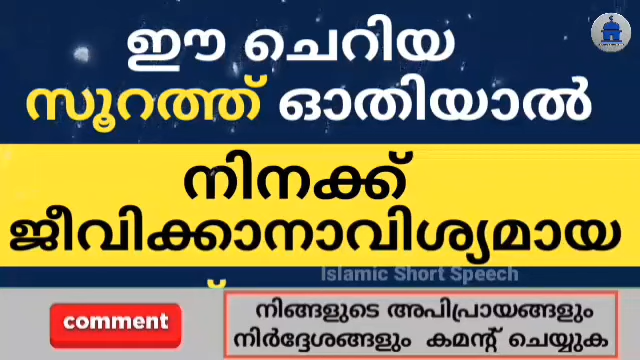 ഈ ചെറിയ
സൂറത്ത് ഓതിയാൽ
നിനക്ക്
ജീവിക്കാനാവിശ്യമായ
Islamic Short Speech
comment
നിങ്ങളുടെ അപിപ്രായങ്ങളും
നിർദ്ദേശങ്ങളും കമന്റ് ചെയ്യുക